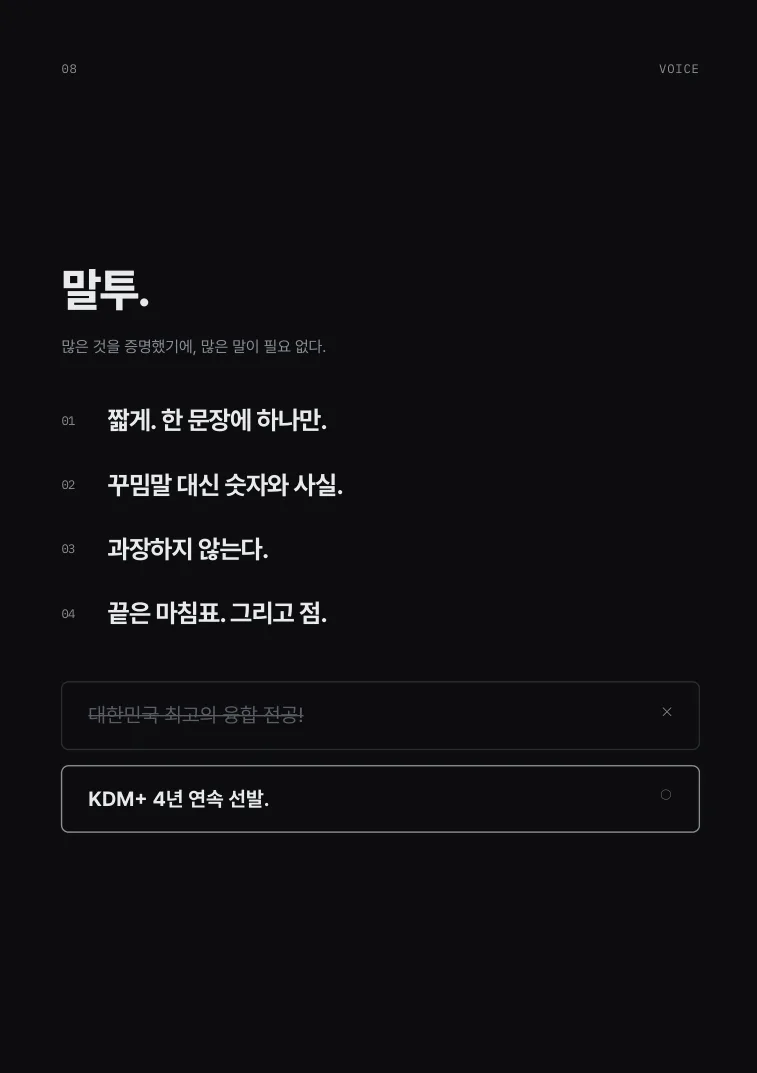 08
VOICE
말투.
많은 것을 증명했기에, 많은 말이 필요 없다.
01 짧게. 한 문장에 하나만.
02 꾸밈말 대신 숫자와 사실.
03 과장하지 않는다.
04 끝은 마침표. 그리고 점.
대한민국 최고의 융합 전공!
KDM+ 4년 연속 선발.